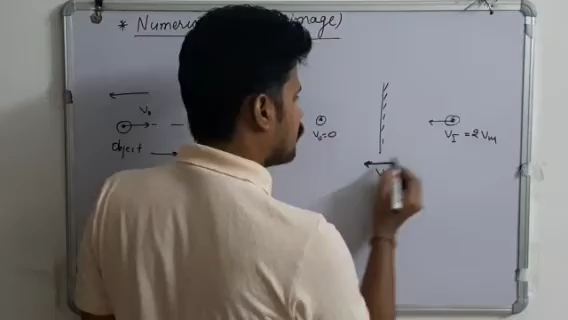 * Numeri image)
V₀
V₀=0
V_I = 2V_m
Object
V